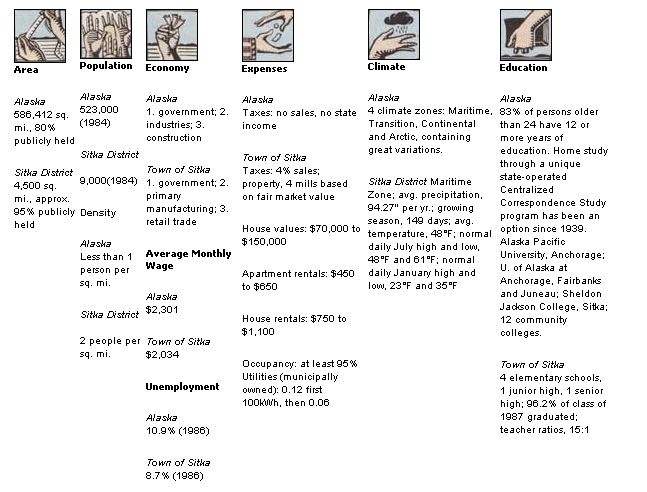 Area
Alaska
586,412 sq.
mi., 80%
publicly held
Sitka District
4,500 sq.
mi., approx.
95% publicly
held
Population
Alaska
523,000
(1984)
Sitka District
9,000(1984)
Density
Alaska
Less than 1
person per
sq. mi.
Sitka District
2 people per
sq. mi.
Economy
Alaska
1. government; 2.
industries; 3.
construction
Town of Sitka
1. government; 2.
primary
manufacturing; 3.
retail trade
Average Monthly
Wage
Alaska
$2,301
Town of Sitka
$2,034
Unemployment
Alaska
10.9% (1986)
Town of Sitka
8.7% (1986)
Expenses
Alaska
Taxes: no sales, no state
income
Town of Sitka
Taxes: 4% sales;
property, 4 mills based
on fair market value
House values: $70,000 to
$150,000
Apartment rentals: $450
to $650
House rentals: $750 to
$1,100
Occupancy: at least 95%
Utilities (municipally
owned): 0.12 first
100kWh, then 0.06
Climate
Alaska
4 climate zones: Maritime,
Transition, Continental
and Arctic, containing
great variations.
Sitka District Maritime
Zone; avg. precipitation,
94.27" per yr.; growing
season, 149 days; avg.
temperature, 48°F; normal
daily July high and low,
48°F and 61°F; normal
daily January high and
low, 23°F and 35°F
Education
Alaska
83% of persons older
than 24 have 12 or
more years of
education. Home study
through a unique
state-operated
Centralized
Correspondence Study
program has been an
option since 1939.
Alaska Pacific
University, Anchorage;
U. of Alaska at
Anchorage, Fairbanks
and Juneau; Sheldon
Jackson College, Sitka;
12 community
colleges.
Town of Sitka
4 elementary schools,
1 junior high, 1 senior
high; 96.2% of class of
1987 graduated;
teacher ratios, 15:1